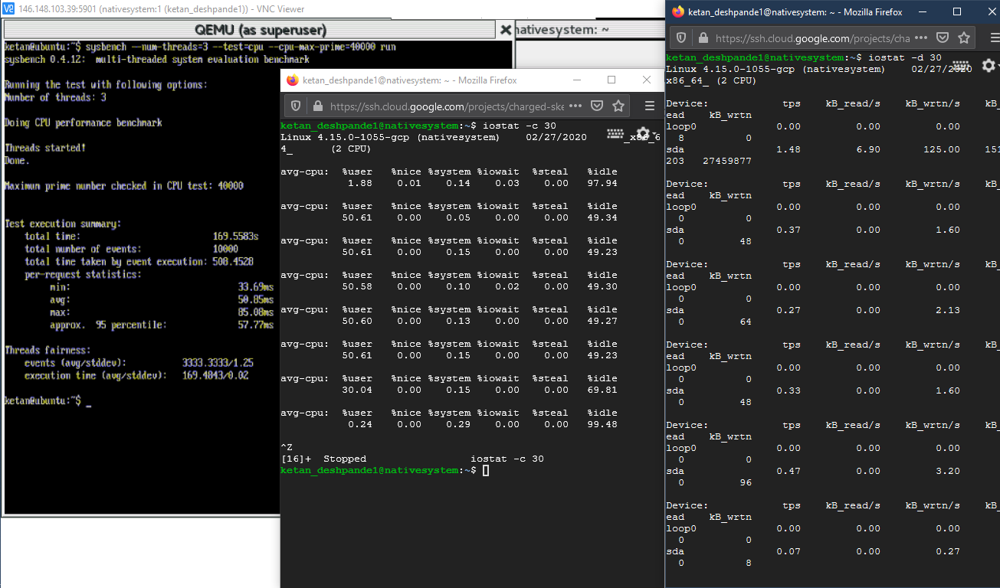 146.148.103.39:5901 (nativesystem:1 (ketan_deshpande1)) - VNC Viewer
QEMU (as superuser)
nativesystem: ~
ketan@ubuntu:~$ sysbench --num-threads=3 --test=cpu --cpu-max-prime=40000 run
sysbench 0.4.12:  multi-threaded system evaluation benchmark
Running the test with following options:
Number of threads: 3
Doing CPU performance benchmark
Threads started!
Done.
Maximum prime number checked in CPU test: 40000
Test execution summary:
total time: 169.5583s
total number of events: 10000
total time taken by event execution: 508.4528
per-request statistics:
min: 33.69ms
avg: 50.85ms
max: 85.08ms
approx.  95 percentile: 57.77ms
Threads fairness:
events (avg/stddev): 3333.3333/1.25
execution time (avg/stddev): 169.4843/0.02
ketan@ubuntu:~$ _
ketan_deshpande1@nativesystem: ~ - Mozilla Firefox
https://ssh.cloud.google.com/projects/charged-ske
ketan_deshpande1@nativesystem:~$ iostat -c 30
Linux 4.15.0-1055-gcp (nativesystem) 02/27/2020 _x86_6
4_ (2 CPU)
avg-cpu: %user %nice %system %iowait %steal %idle
1.88 0.01 0.14 0.03 0.00 97.94
avg-cpu: %user %nice %system %iowait %steal %idle
50.61 0.00 0.05 0.00 0.00 49.34
avg-cpu: %user %nice %system %iowait %steal %idle
50.61 0.00 0.15 0.00 0.00 49.23
avg-cpu: %user %nice %system %iowait %steal %idle
50.58 0.00 0.10 0.02 0.00 49.30
avg-cpu: %user %nice %system %iowait %steal %idle
50.60 0.00 0.13 0.00 0.00 49.27
avg-cpu: %user %nice %system %iowait %steal %idle
50.61 0.00 0.15 0.00 0.00 49.23
avg-cpu: %user %nice %system %iowait %steal %idle
30.04 0.00 0.15 0.00 0.00 69.81
avg-cpu: %user %nice %system %iowait %steal %idle
0.24 0.00 0.29 0.00 0.00 99.48
^Z
[16]+ Stopped iostat -c 30
ketan_deshpande1@nativesystem:~$
ketan_deshpande1@nativesystem: ~ - Mozilla Firefox
https://ssh.cloud.google.com/projects/cha
ketan_deshpande1@nativesystem:~$ iostat -d 30
Linux 4.15.0-1055-gcp (nativesystem) 02/27/2020
x86_64_ (2 CPU)
Device: tps kB_read/s kB_wrtn/s kB_
ead kB_wrtn
loop0 0.00 0.00 0.00
8 0
sda 1.48 6.90 125.00 151
203 27459877
Device: tps kB_read/s kB_wrtn/s kB_
ead kB_wrtn
loop0 0.00 0.00 0.00
0 0
sda 0.37 0.00 1.60
0 48
Device: tps kB_read/s kB_wrtn/s kB_
ead kB_wrtn
loop0 0.00 0.00 0.00
0 0
sda 0.27 0.00 2.13
0 64
Device: tps kB_read/s kB_wrtn/s kB_
ead kB_wrtn
loop0 0.00 0.00 0.00
0 0
sda 0.33 0.00 1.60
0 48
Device: tps kB_read/s kB_wrtn/s kB_
ead kB_wrtn
loop0 0.00 0.00 0.00
0 0
sda 0.47 0.00 3.20
0 96
Device: tps kB_read/s kB_wrtn/s kB_
ead kB_wrtn
loop0 0.00 0.00 0.00
0 0
sda 0.07 0.00 0.27
0 8